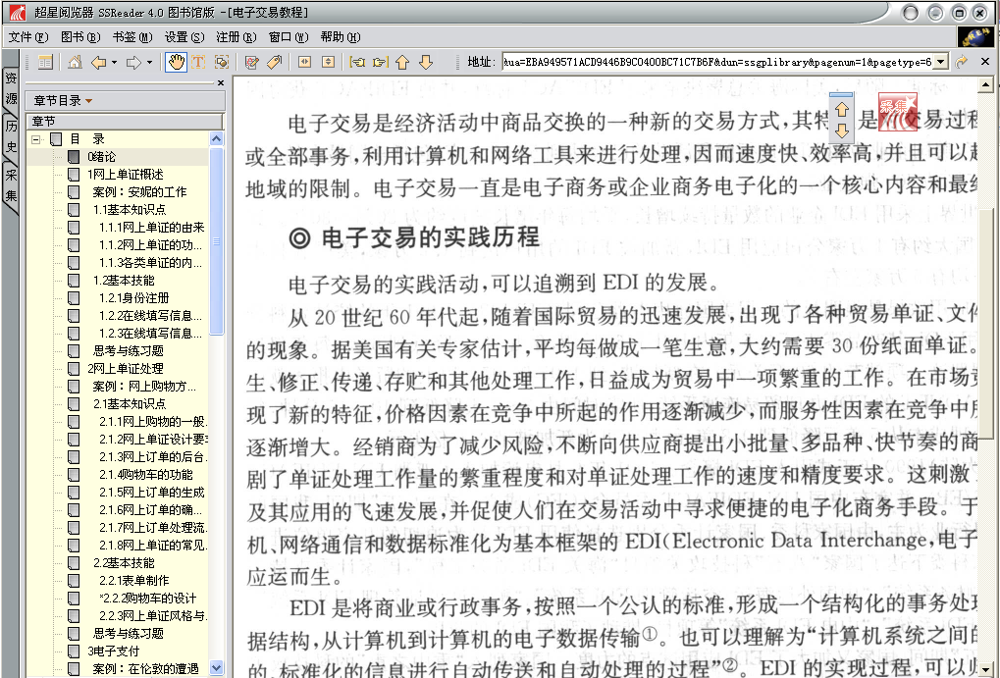 超星阅览器 SSReader 4.0 图书馆版 -[电子交易教程]
文件(F) 图书(B) 书签(M) 设置(S) 注册(R) 窗口(W) 帮助(H)
地址: ua=EBA949571ACD9446B9C0400BC71C7B6F&dun=ssgplibrary&pagenum=1&pagetype=6
资源
历史
采集
章节目录
章节
目 录
0绪论
1网上单证概述
案例：安妮的工作
1.1基本知识点
1.1.1网上单证的由来
1.1.2网上单证的功...
1.1.3各类单证的内...
1.2基本技能
1.2.1身份注册
1.2.2在线填写信息...
1.2.3在线填写信息...
思考与练习题
2网上单证处理
案例：网上购物方...
2.1基本知识点
2.1.1网上购物的一般
2.1.2网上单证设计要
2.1.3网上订单的后台
2.1.4购物车的功能
2.1.5网上订单的生成
2.1.6网上订单的确...
2.1.7网上订单处理流
2.1.8网上单证的常见
2.2基本技能
2.2.1表单制作
*2.2.2购物车的设计
2.2.3网上单证风格与
思考与练习题
3电子支付
案例：在伦敦的遭遇
采集
电子交易是经济活动中商品交换的一种新的交易方式，其特 是 交易过程
或全部事务，利用计算机和网络工具来进行处理，因而速度快、效率高，并且可以
地域的限制。电子交易一直是电子商务或企业商务电子化的一个核心内容和最
◎ 电子交易的实践历程
电子交易的实践活动，可以追溯到 EDI 的发展。
从 20 世纪 60 年代起，随着国际贸易的迅速发展，出现了各种贸易单证、文件
的现象。据美国有关专家估计，平均每做成一笔生意，大约需要 30 份纸面单证。
生、修正、传递、存贮和其他处理工作，日益成为贸易中一项繁重的工作。在市场
现了新的特征，价格因素在竞争中所起的作用逐渐减少，而服务性因素在竞争中所
逐渐增大。经销商为了减少风险，不断向供应商提出小批量、多品种、快节奏的商
剧了单证处理工作量的繁重程度和对单证处理工作的速度和精度要求。这刺激
及其应用的飞速发展，并促使人们在交易活动中寻求便捷的电子化商务手段。于
机、网络通信和数据标准化为基本框架的 EDI(Electronic Data Interchange，电子
应运而生。
EDI 是将商业或行政事务，按照一个公认的标准，形成一个结构化的事务处理
据结构，从计算机到计算机的电子数据传输①。也可以理解为“计算机系统之间的
的、标准化的信息进行自动传送和自动处理的过程”②。EDI 的实现过程，可以